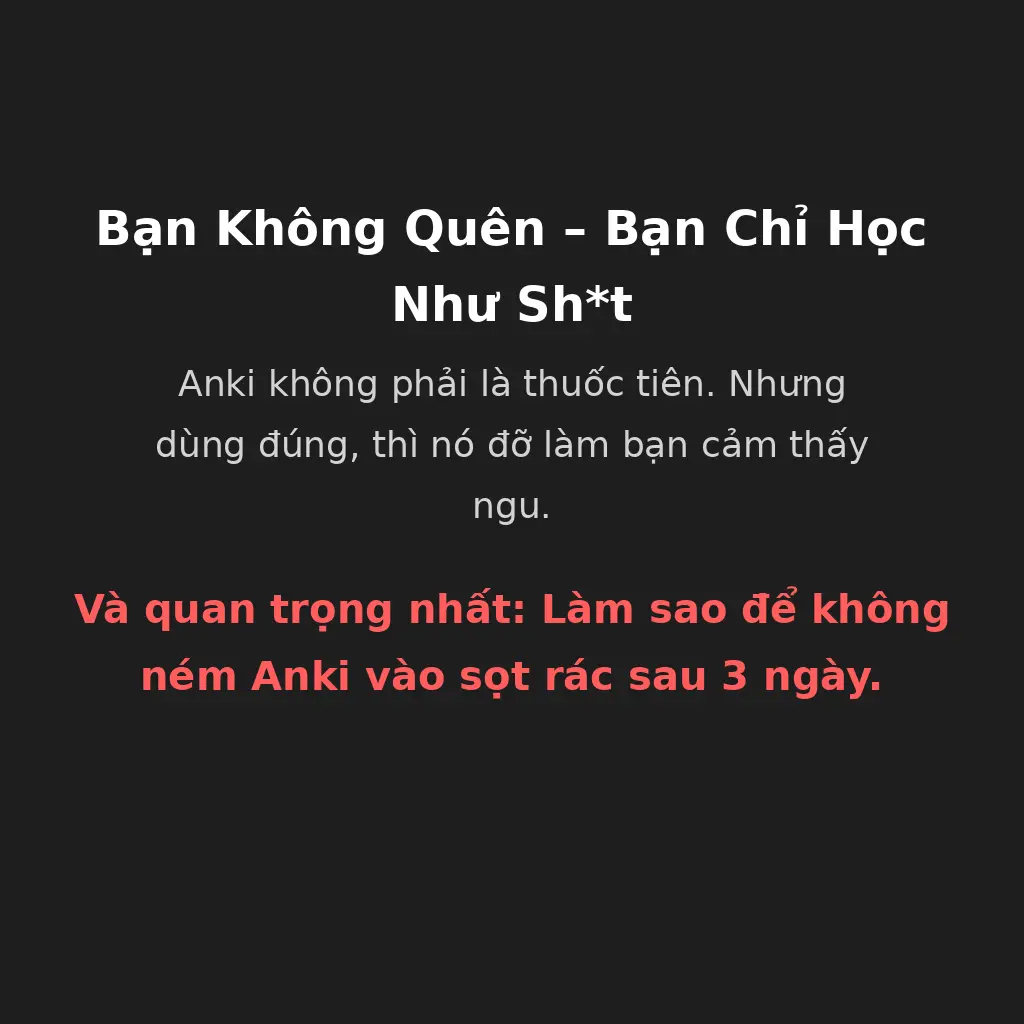 Bạn Không Quên – Bạn Chỉ Học
Như Sh*t
Anki không phải là thuốc tiên. Nhưng
dùng đúng, thì nó đỡ làm bạn cảm thấy
ngu.
Và quan trọng nhất: Làm sao để không
ném Anki vào sọt rác sau 3 ngày.